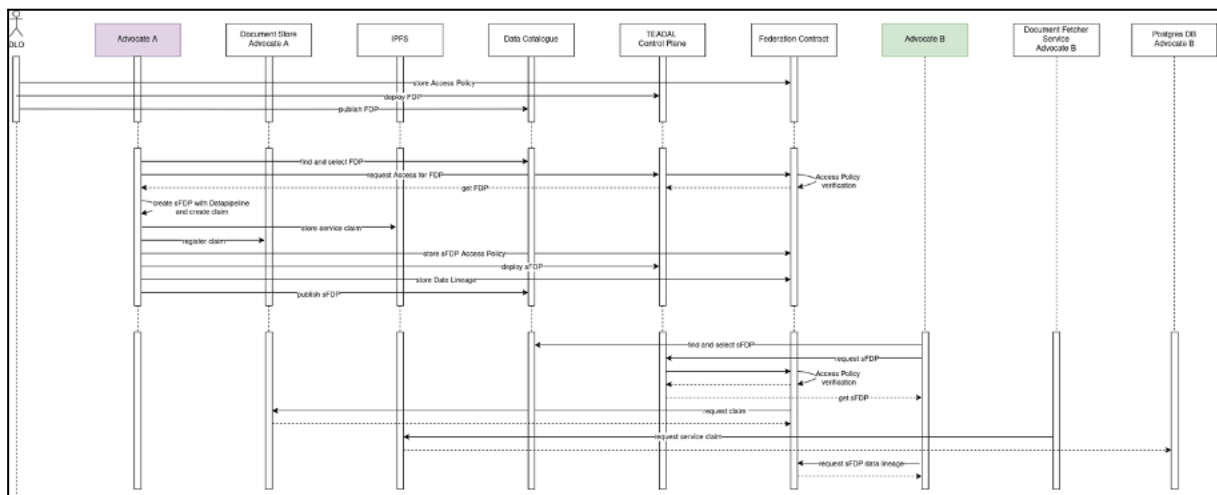 DLO
Advocate A
Document Store
Advocate A
IPFS
Data Catalogue
TEADAL
Control Plane
Federation Contract
Advocate B
Document Fetcher
Service
Advocate B
Postgres DB
Advocate B
store Access Policy
deploy FDP
publish FDP
find and select FDP
request Access for FDP
Access Policy
verification
get FDP
create sFDP with Datapipeline
and create claim
store service claim
register claim
store sFDP Access Policy
deploy sFDP
store Data Lineage
publish sFDP
find and select sFDP
request sFDP
Access Policy
verification
get sFDP
request claim
request service claim
request sFDP data lineage